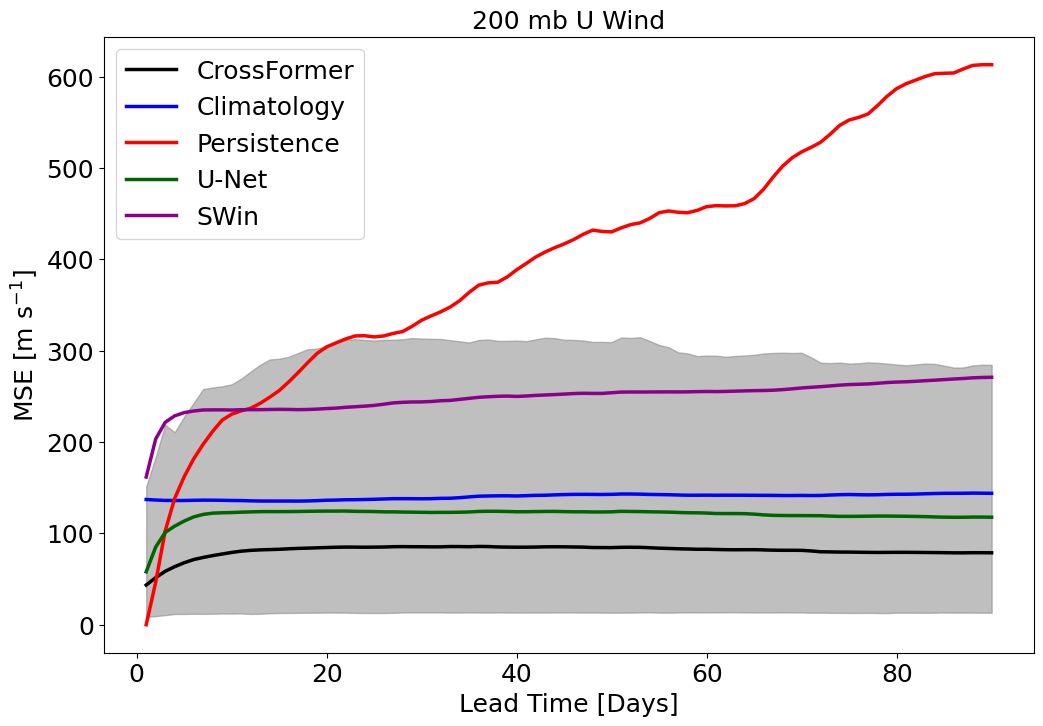 200 mb U Wind
CrossFormer
Climatology
Persistence
U-Net
SWin
MSE [m s⁻¹]
600
500
400
300
200
100
0
0 20 40 60 80
Lead Time [Days]